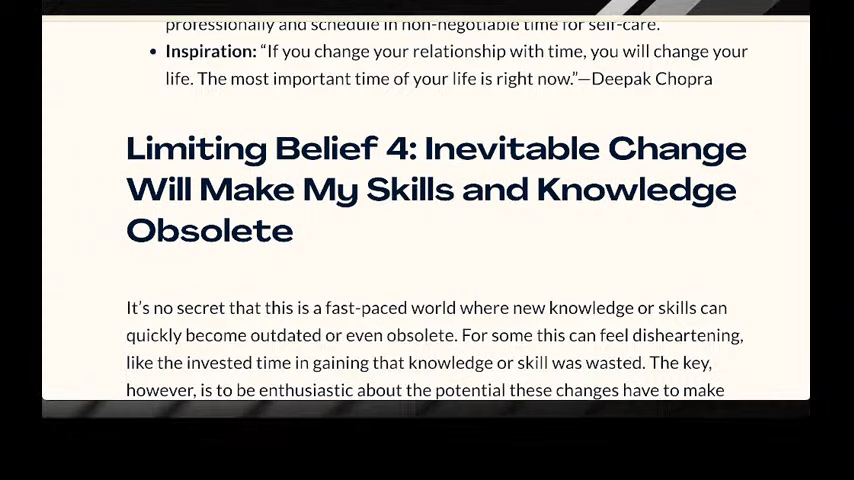 professionally and schedule in non-negotiable time for self-care.
• Inspiration: “If you change your relationship with time, you will change your
life. The most important time of your life is right now.”—Deepak Chopra
Limiting Belief 4: Inevitable Change
Will Make My Skills and Knowledge
Obsolete
It’s no secret that this is a fast-paced world where new knowledge or skills can
quickly become outdated or even obsolete. For some this can feel disheartening,
like the invested time in gaining that knowledge or skill was wasted. The key,
however, is to be enthusiastic about the potential these changes have to make